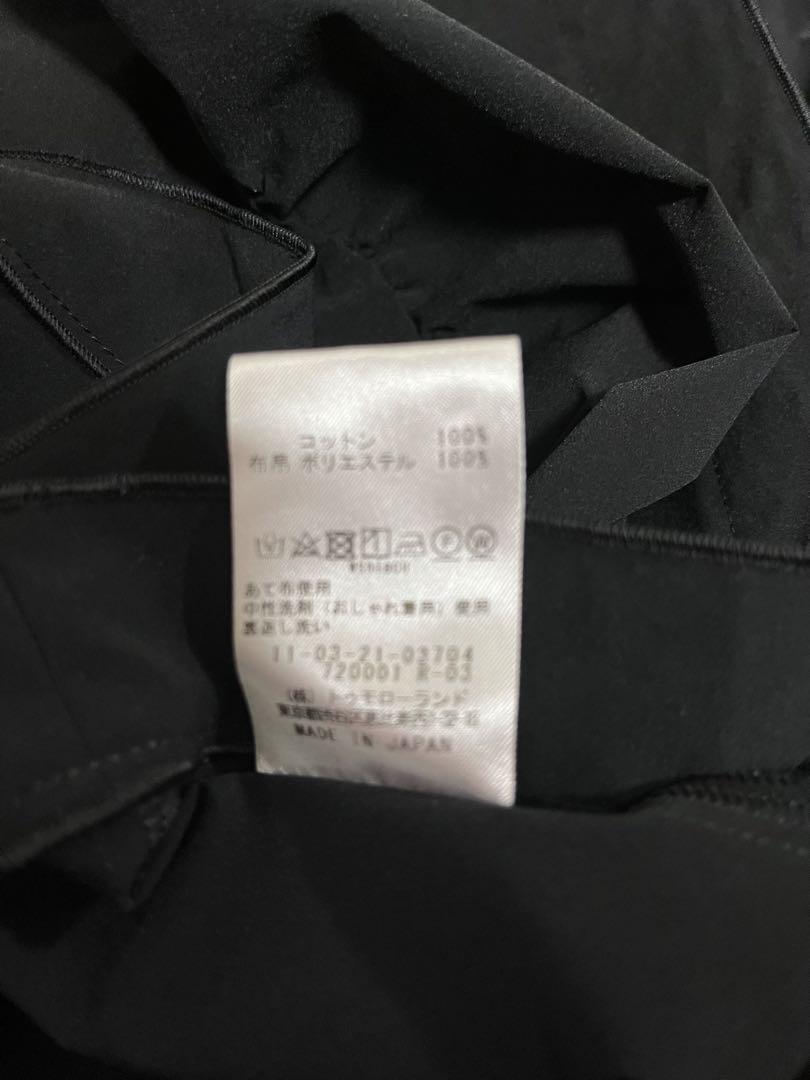 コットン 100%
布帛 ポリエステル 100%
あて布使用
中性洗剤(おしゃれ着用)使用
裏返し洗い
11-03-21-03704
720001 R-03
(株)トゥモローランド
MADE IN JAPAN